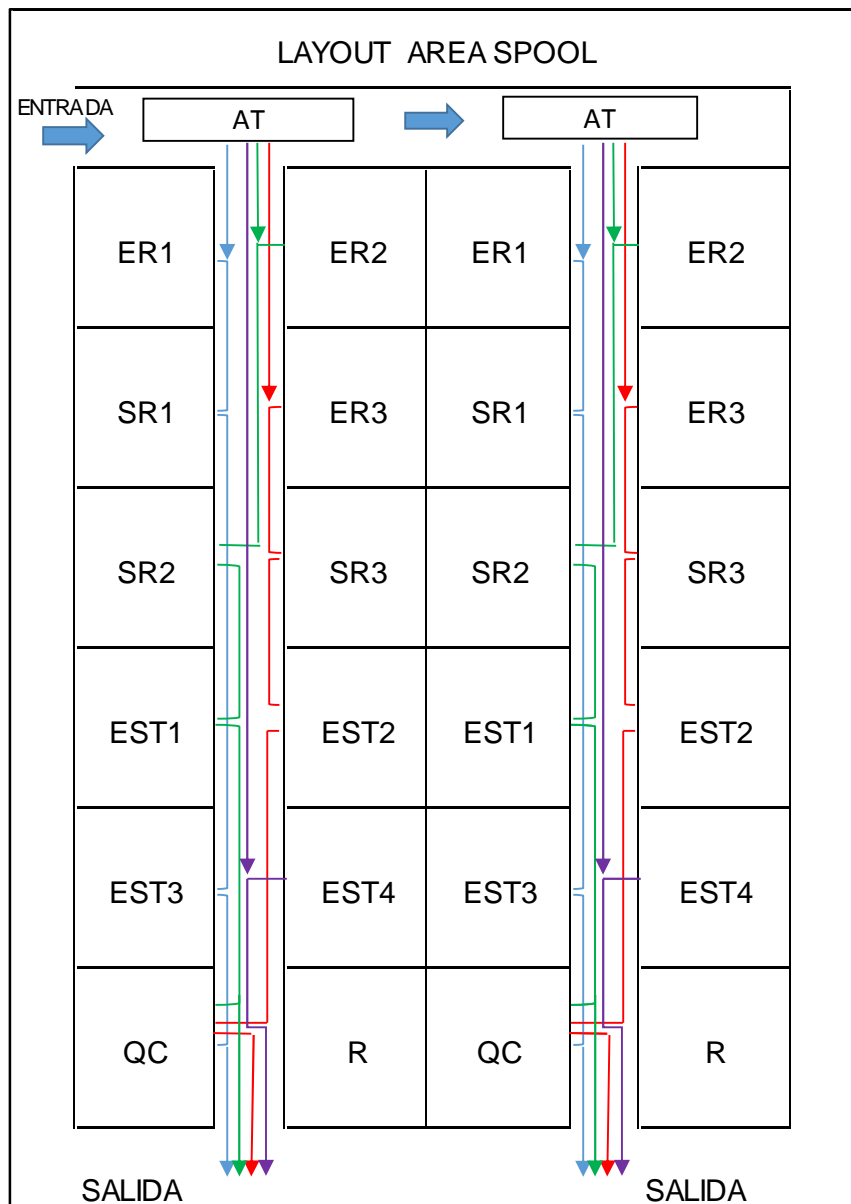 LAYOUT AREA SPOOL
ENTRADA
AT AT
ER1 ER2 ER1 ER2
SR1 ER3 SR1 ER3
SR2 SR3 SR2 SR3
EST1 EST2 EST1 EST2
EST3 EST4 EST3 EST4
QC R QC R
SALIDA SALIDA